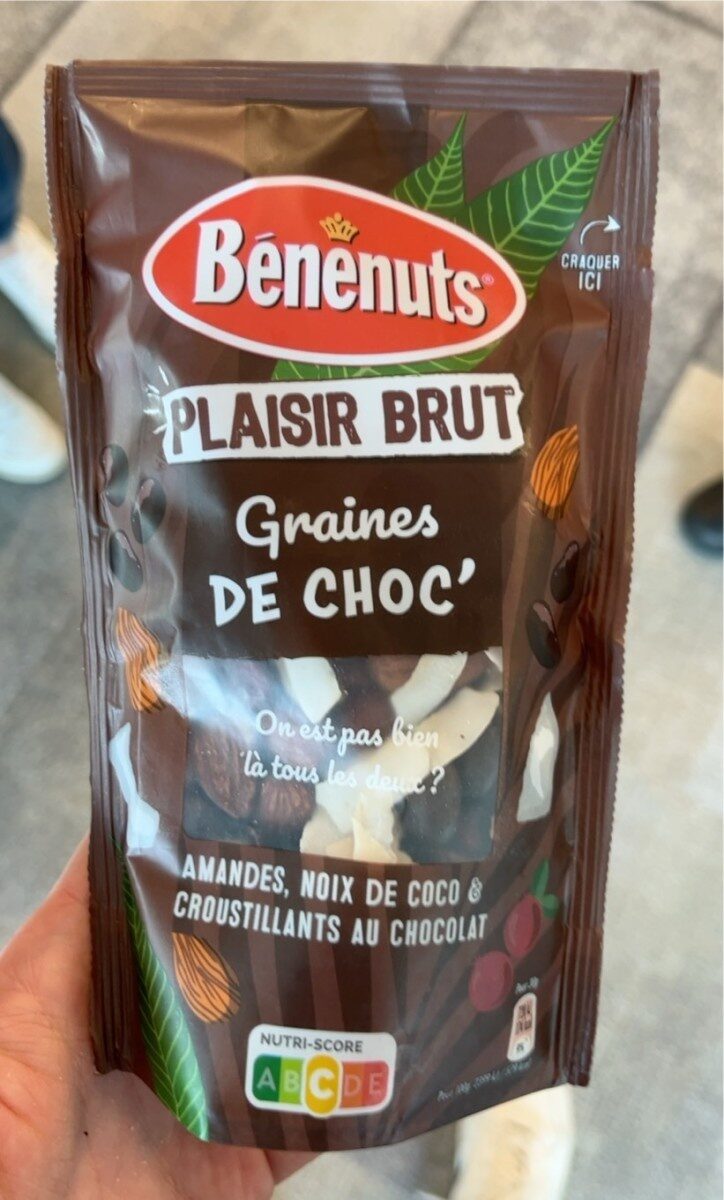 Bénénuts®
CRAQUER
ICI
PLAISIR BRUT
Graines
DE CHOC'
On est pas bien
là tous les deux ?
AMANDES, NOIX DE COCO &
CROUSTILLANTS AU CHOCOLAT
NUTRI-SCORE
A B C D E